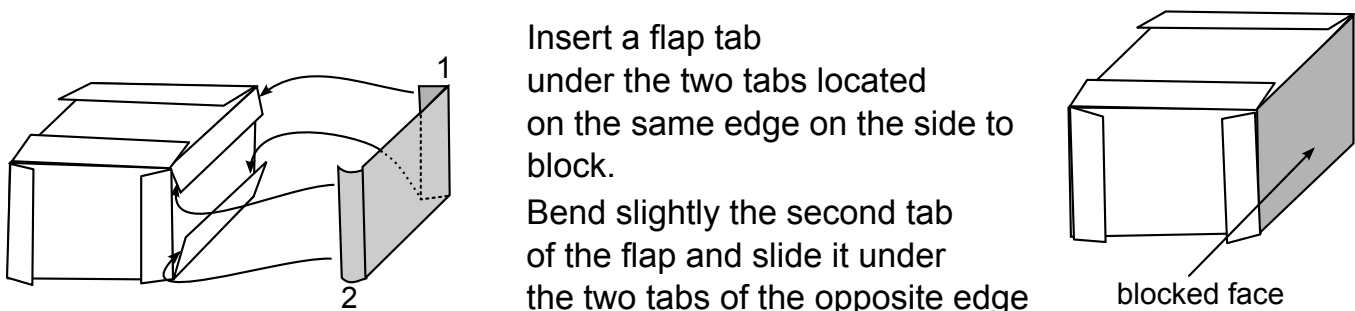 1
2
Insert a flap tab
under the two tabs located
on the same edge on the side to
block.
Bend slightly the second tab
of the flap and slide it under
the two tabs of the opposite edge
blocked face